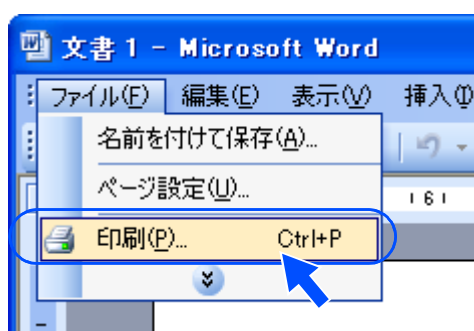 文書 1 - Microsoft Word
ファイル(F) 編集(E) 表示(V) 挿入(I
名前を付けて保存(A)...
ページ設定(U)...
6
印刷(P)... Ctrl+P